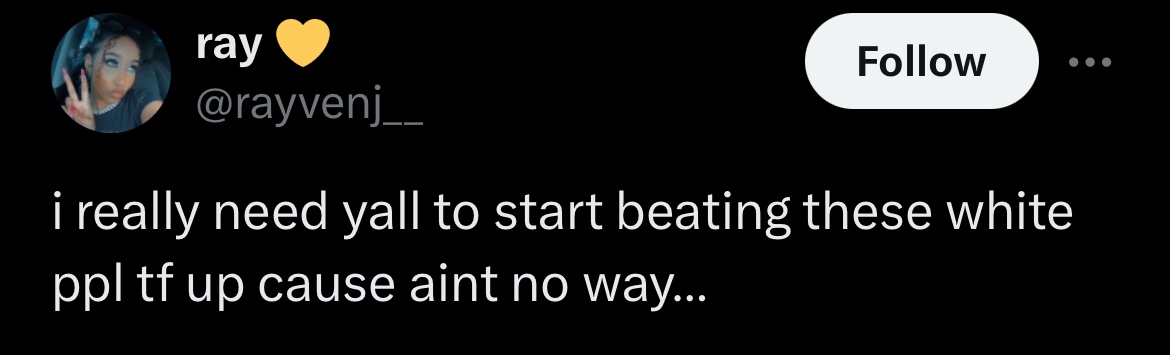 ray 💛
Follow
@rayvenj__
i really need yall to start beating these white
ppl tf up cause aint no way...